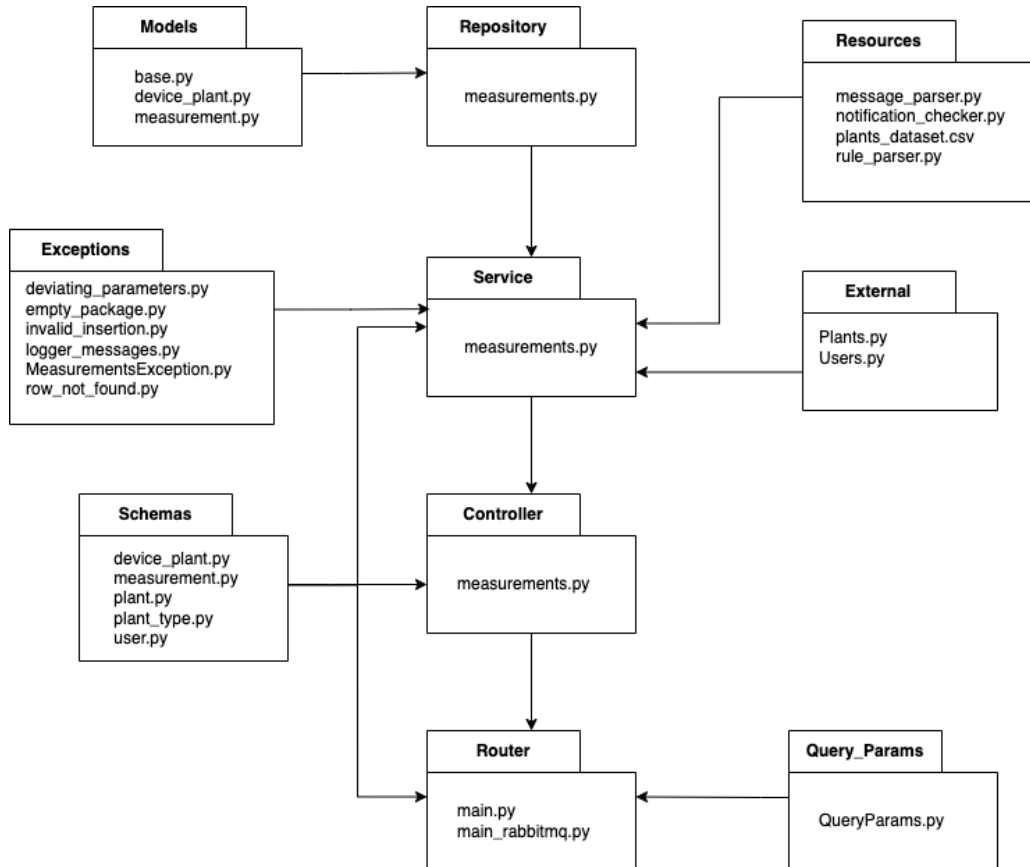 Models
base.py
device_plant.py
measurement.py
Repository
measurements.py
Resources
message_parser.py
notification_checker.py
plants_dataset.csv
rule_parser.py
Exceptions
deviating_parameters.py
empty_package.py
invalid_insertion.py
logger_messages.py
MeasurementsException.py
row_not_found.py
Service
measurements.py
External
Plants.py
Users.py
Schemas
device_plant.py
measurement.py
plant.py
plant_type.py
user.py
Controller
measurements.py
Router
main.py
main_rabbitmq.py
Query_Params
QueryParams.py